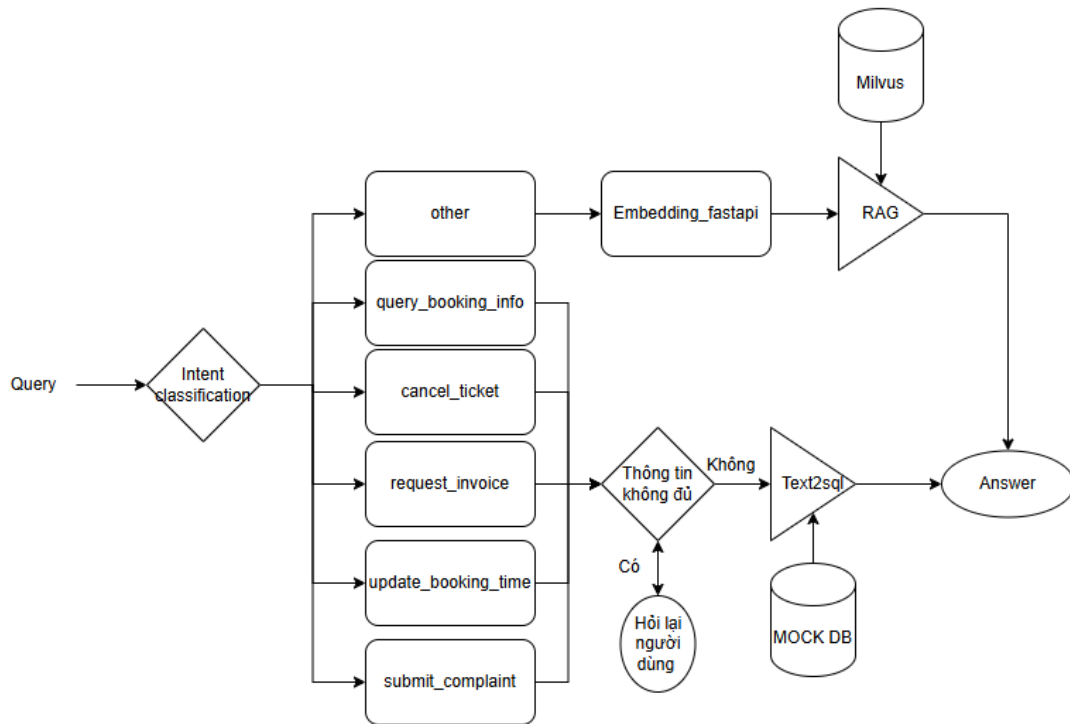 Milvus
other
Embedding_fastapi
RAG
query_booking_info
Query
Intent
classification
cancel_ticket
request_invoice
Thông tin
không đủ
Không
Text2sql
Answer
Có
update_booking_time
Hỏi lại
người
dùng
MOCK DB
submit_complaint